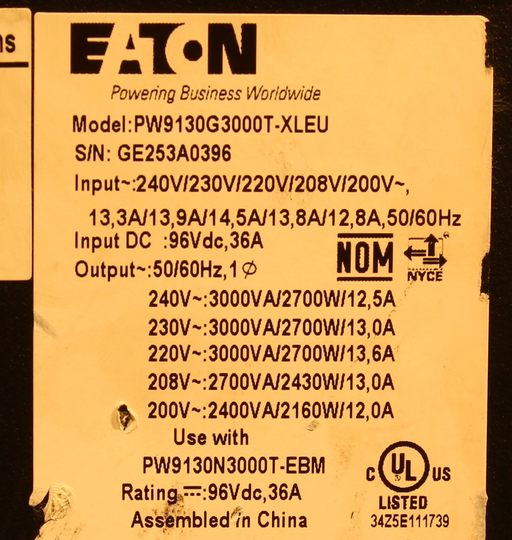 ns
EATON
Powering Business Worldwide
Model:PW9130G3000T-XLEU
S/N: GE253A0396
Input~:240V/230V/220V/208V/200V~,
13,3A/13,9A/14,5A/13,8A/12,8A,50/60Hz
Input DC :96Vdc,36A
Output~:50/60Hz,1∅
NOM
NYCE
240V~:3000VA/2700W/12,5A
230V~:3000VA/2700W/13,0A
220V~:3000VA/2700W/13,6A
208V~:2700VA/2430W/13,0A
200V~:2400VA/2160W/12,0A
Use with
PW9130N3000T-EBM
Rating ⎓:96Vdc,36A
Assembled in China
C UL US
LISTED
34Z5E111739